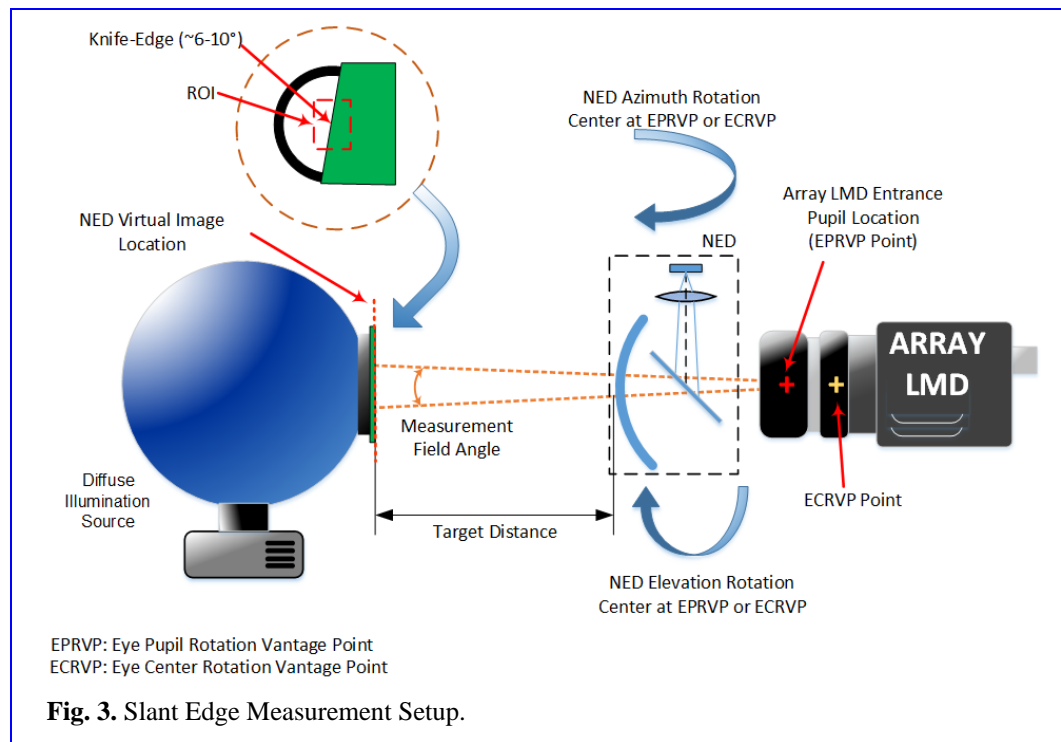 Knife-Edge (~6-10°)
ROI
NED Azimuth Rotation
Center at EPRVP or ECRVP
Array LMD Entrance
Pupil Location
(EPRVP Point)
NED Virtual Image
Location
NED
ARRAY
LMD
Measurement
Field Angle
ECRVP Point
Diffuse
Illumination
Source
Target Distance
NED Elevation Rotation
Center at EPRVP or ECRVP
EPRVP: Eye Pupil Rotation Vantage Point
ECRVP: Eye Center Rotation Vantage Point
Fig. 3. Slant Edge Measurement Setup.